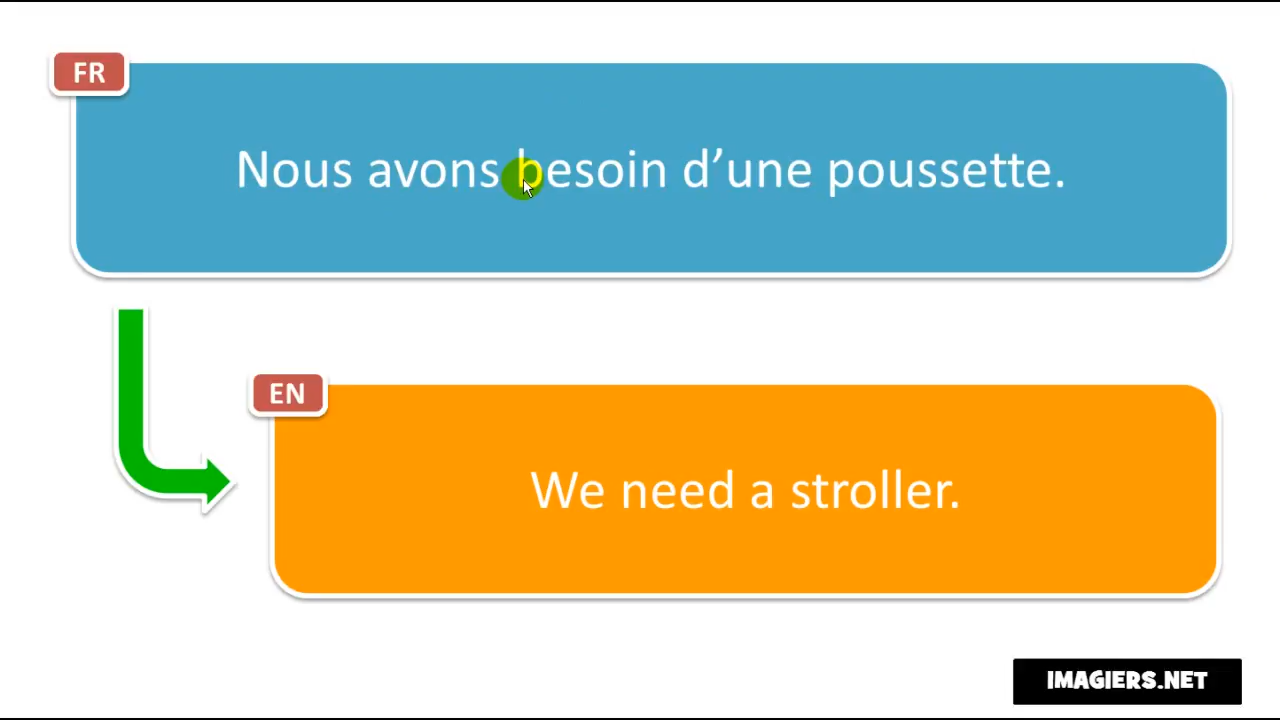 FR
Nous avons besoin d’une poussette.
EN
We need a stroller.
IMAGIERS.NET